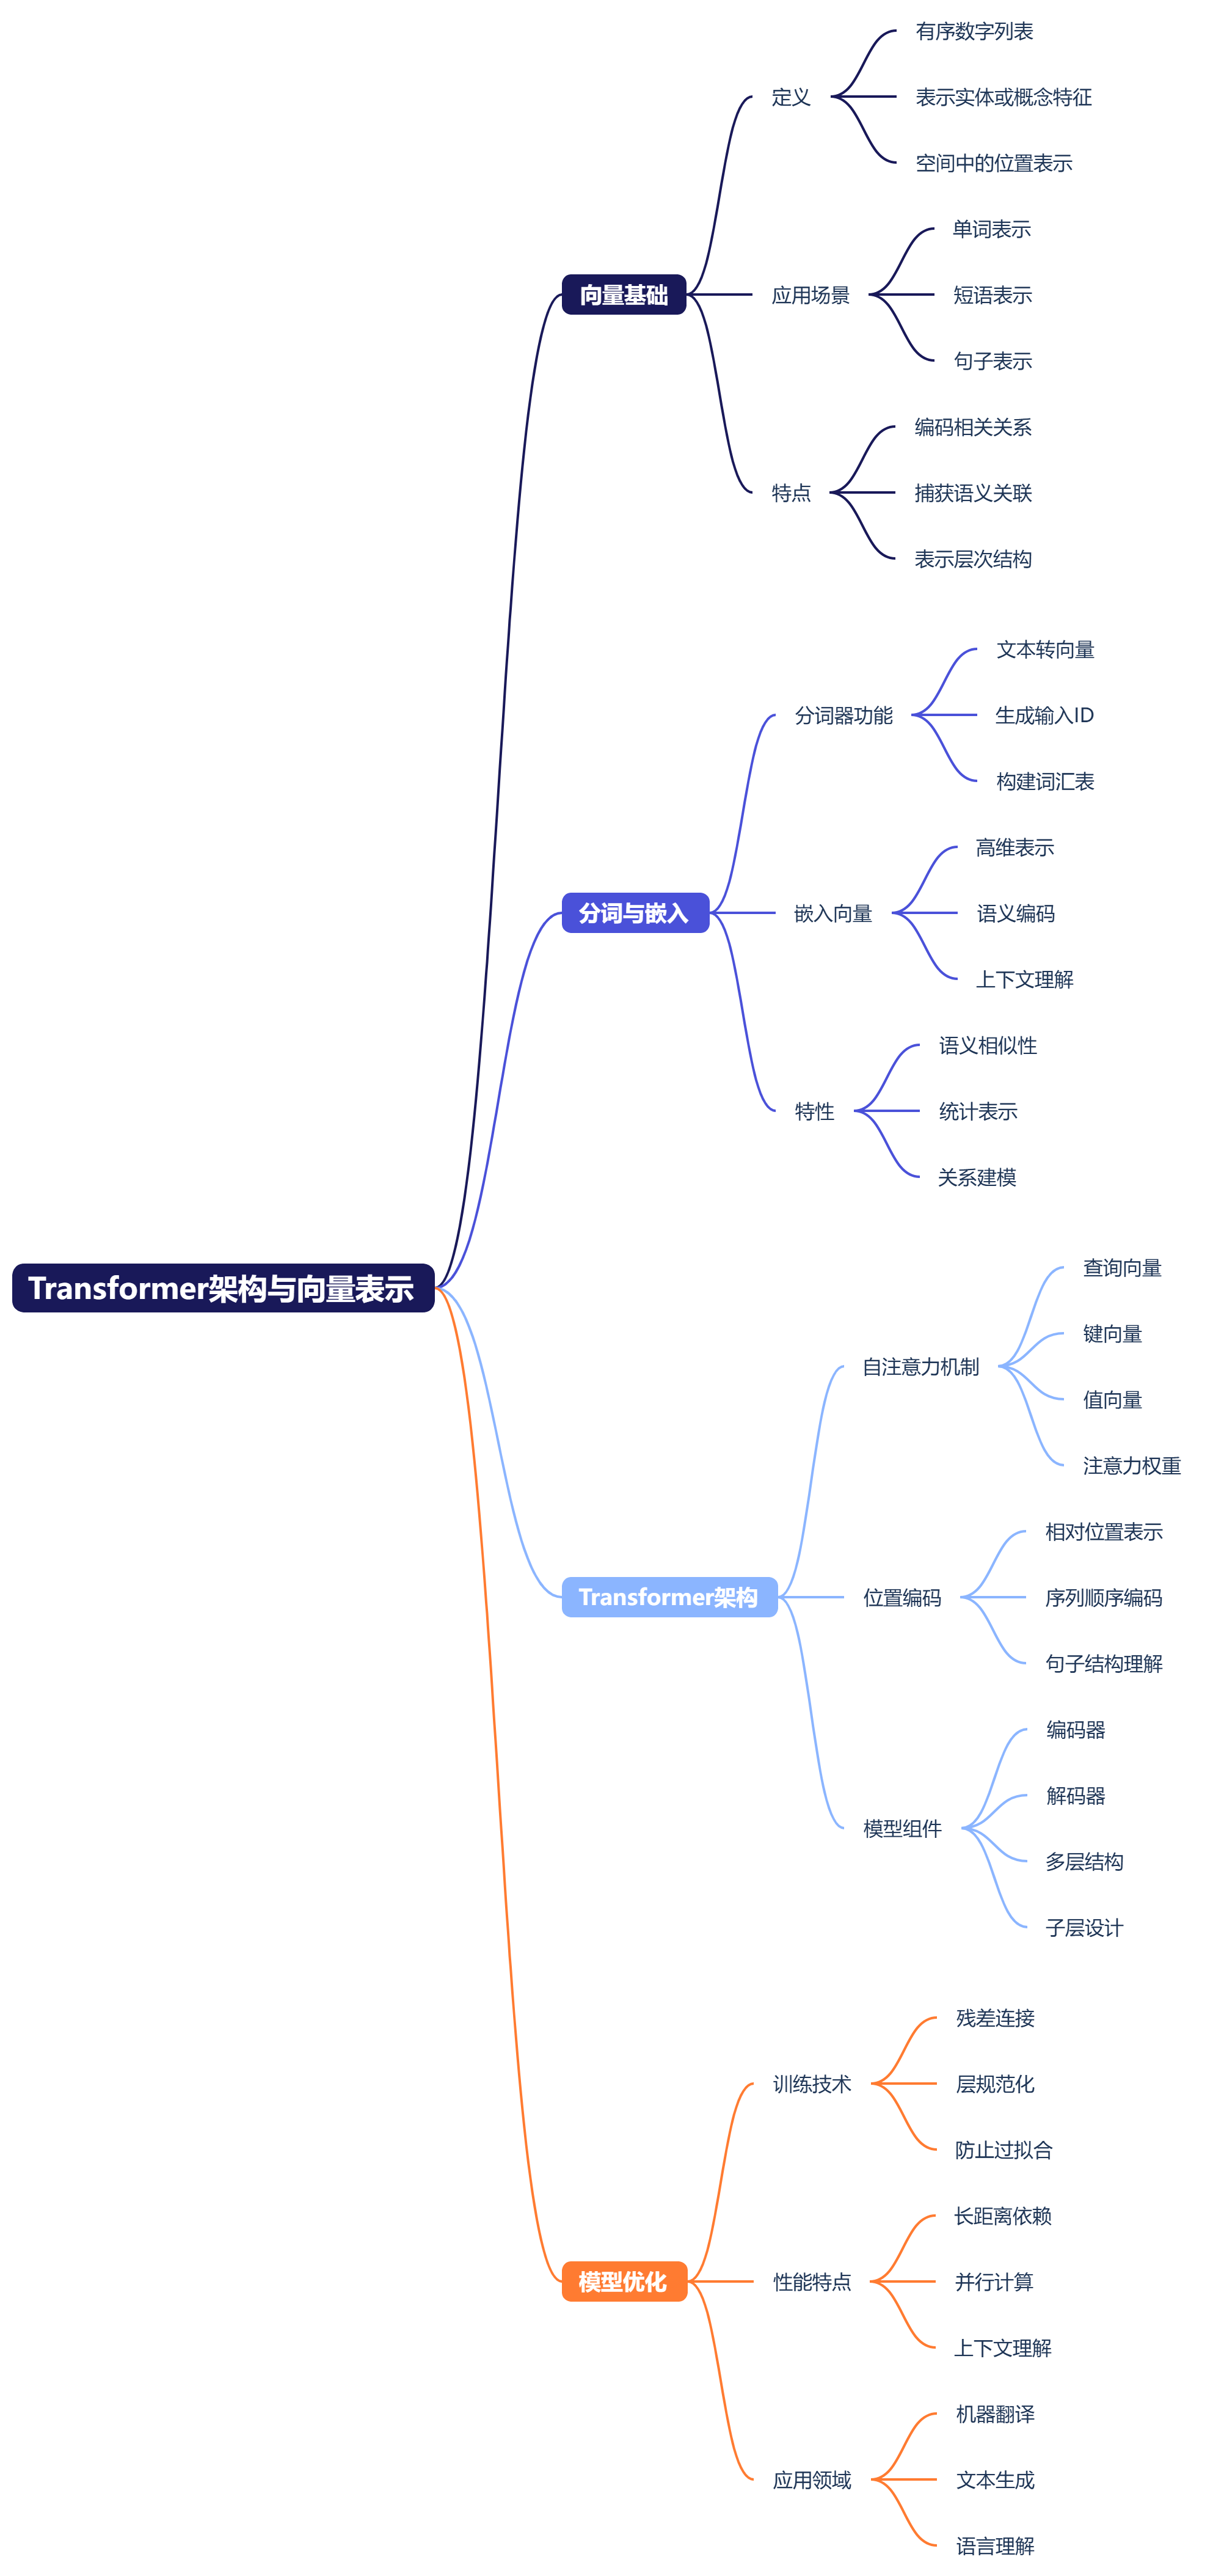 Transformer架构与向量表示
向量基础
定义
有序数字列表
表示实体或概念特征
空间中的位置表示
应用场景
单词表示
短语表示
句子表示
特点
编码相关关系
捕获语义关联
表示层次结构
分词与嵌入
分词器功能
文本转向量
生成输入ID
构建词汇表
嵌入向量
高维表示
语义编码
上下文理解
特性
语义相似性
统计表示
关系建模
Transformer架构
自注意力机制
查询向量
键向量
值向量
注意力权重
位置编码
相对位置表示
序列顺序编码
句子结构理解
模型组件
编码器
解码器
多层结构
子层设计
模型优化
训练技术
残差连接
层规范化
防止过拟合
性能特点
长距离依赖
并行计算
上下文理解
应用领域
机器翻译
文本生成
语言理解